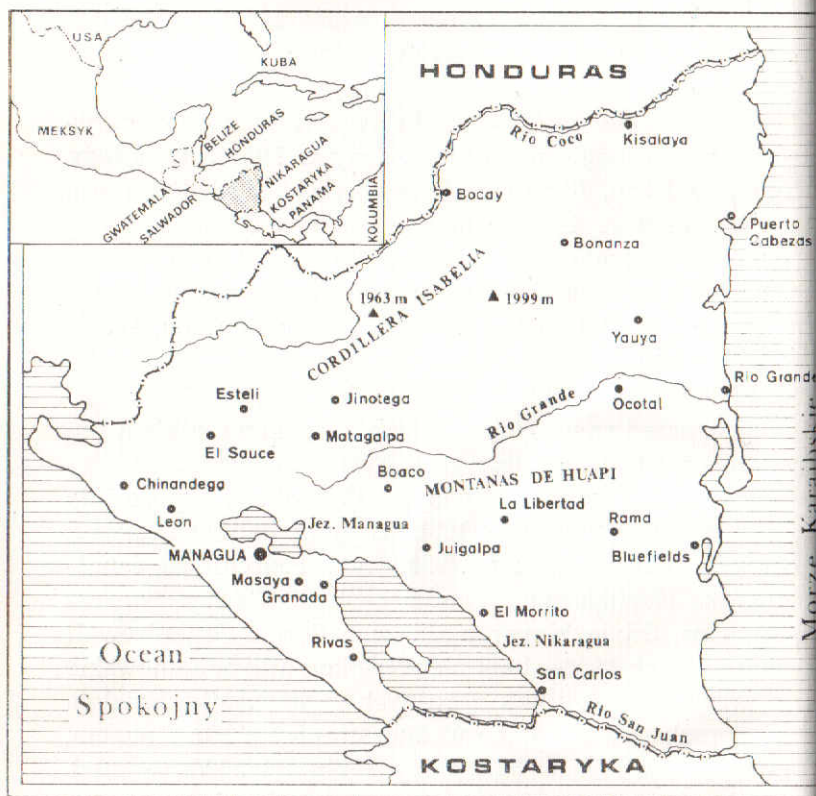 USA
KUBA
MEKSYK
BELIZE
HONDURAS
NIKARAGUA
KOSTARYKA
PANAMA
GWATEMALA
SALWADOR
KOLUMBIA
HONDURAS
Rio Coco
Kisalaya
Bocay
Puerto
Cabezas
Bonanza
CORDILLERA ISABELIA
1963 m
1999 m
Yauya
Rio Grande
Esteli
Jinotega
Ocotal
Rio Grande
El Sauce
Matagalpa
Boaco
MONTANAS DE HUAPI
Chinandega
La Libertad
Leon
Jez. Managua
Rama
MANAGUA
Juigalpa
Bluefields
Masaya
Granada
El Morrito
Rivas
Jez. Nikaragua
San Carlos
Ocean
Spokojny
Rio San Juan
KOSTARYKA
Morze Karaibskie